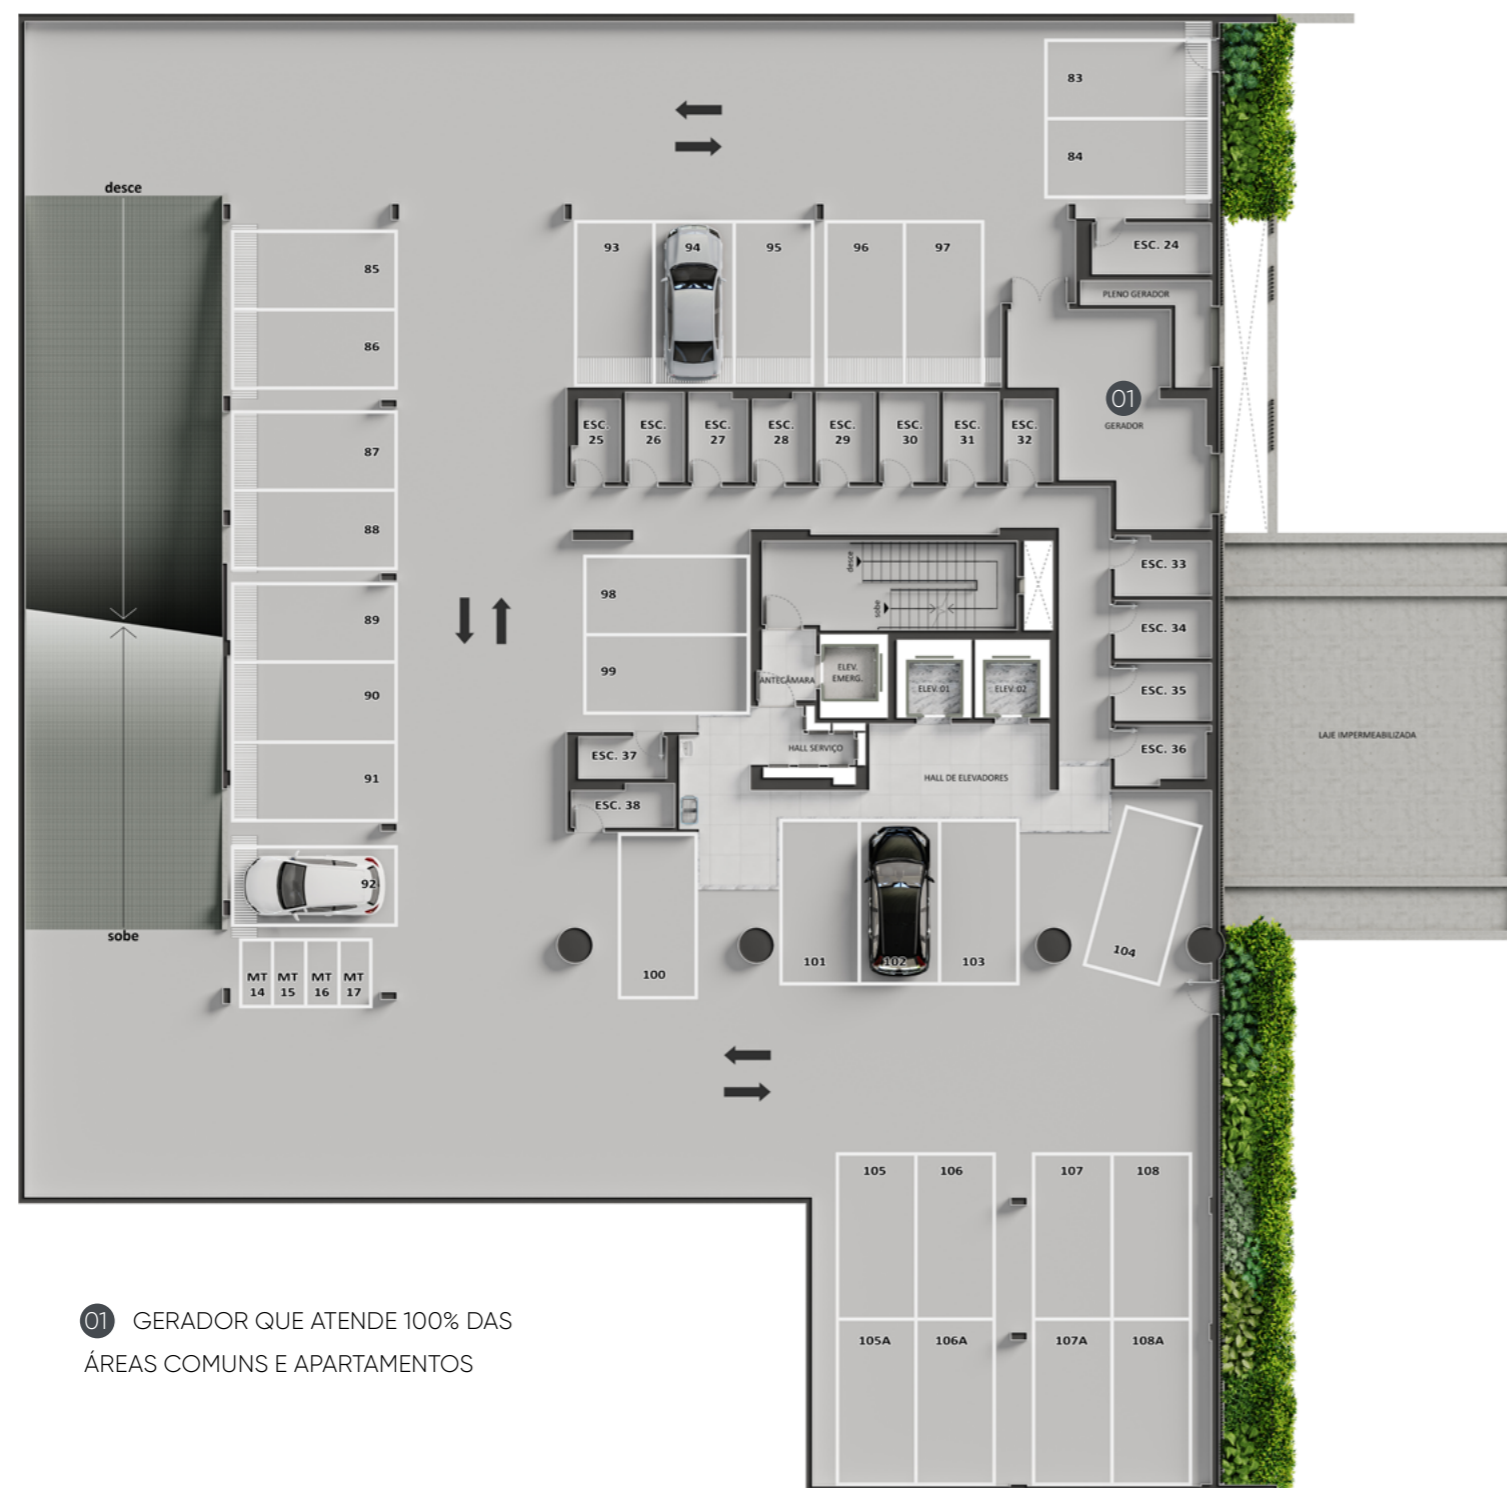 83
84
desce
ESC. 24
93
94
95
96
97
85
PLENO GERADOR
86
01
GERADOR
ESC.
25
ESC.
26
ESC.
27
ESC.
28
ESC.
29
ESC.
30
ESC.
31
ESC.
32
87
88
desce
sobe
ESC. 33
98
89
ESC. 34
99
ELEV.
EMERG.
ANTECÂMARA
ELEV. 01
ELEV. 02
ESC. 35
90
LAJE IMPERMEABILIZADA
HALL SERVIÇO
ESC. 36
ESC. 37
91
HALL DE ELEVADORES
ESC. 38
92
sobe
104
101
102
103
100
MT
14
MT
15
MT
16
MT
17
105
106
107
108
01 GERADOR QUE ATENDE 100% DAS
ÁREAS COMUNS E APARTAMENTOS
105A
106A
107A
108A